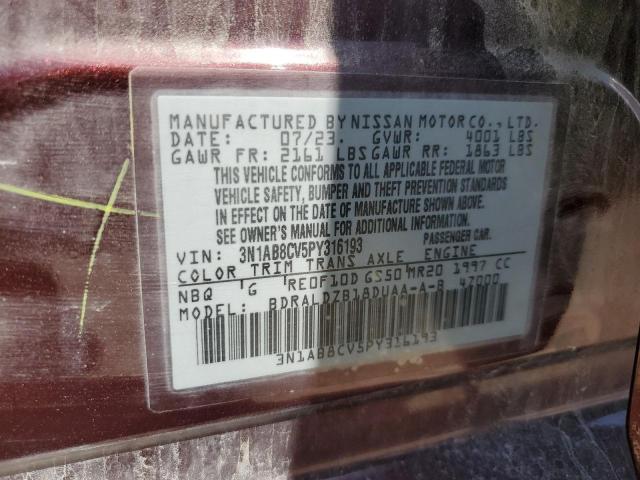 MANUFACTURED BY NISSAN MOTOR CO., LTD.
DATE: 07/23. GVWR: 4001 LBS
GAWR FR: 2161 LBS GAWR RR: 1863 LBS
THIS VEHICLE CONFORMS TO ALL APPLICABLE FEDERAL MOTOR
VEHICLE SAFETY, BUMPER AND THEFT PREVENTION STANDARDS
IN EFFECT ON THE DATE OF MANUFACTURE SHOWN ABOVE.
SEE OWNER'S MANUAL FOR ADDITIONAL INFORMATION.
VIN: 3N1AB8CV5PY316193 PASSENGER CAR.
COLOR TRIM TRANS AXLE ENGINE
NBQ G RE0F10D GS50 MR20 1997 CC
MODEL: BDRALDZB18DUAA-A-B 47000
3N1AB8CV5PY316193